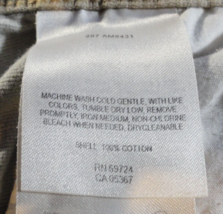 MACHINE WASH COLD GENTLE, WITH LIKE
COLORS, TUMBLE DRY LOW, REMOVE
PROMPTLY, IRON MEDIUM, NON-CHLORINE
BLEACH WHEN NEEDED, DRYCLEANABLE
SHELL: 100% COTTON
RN 69724
CA 05367